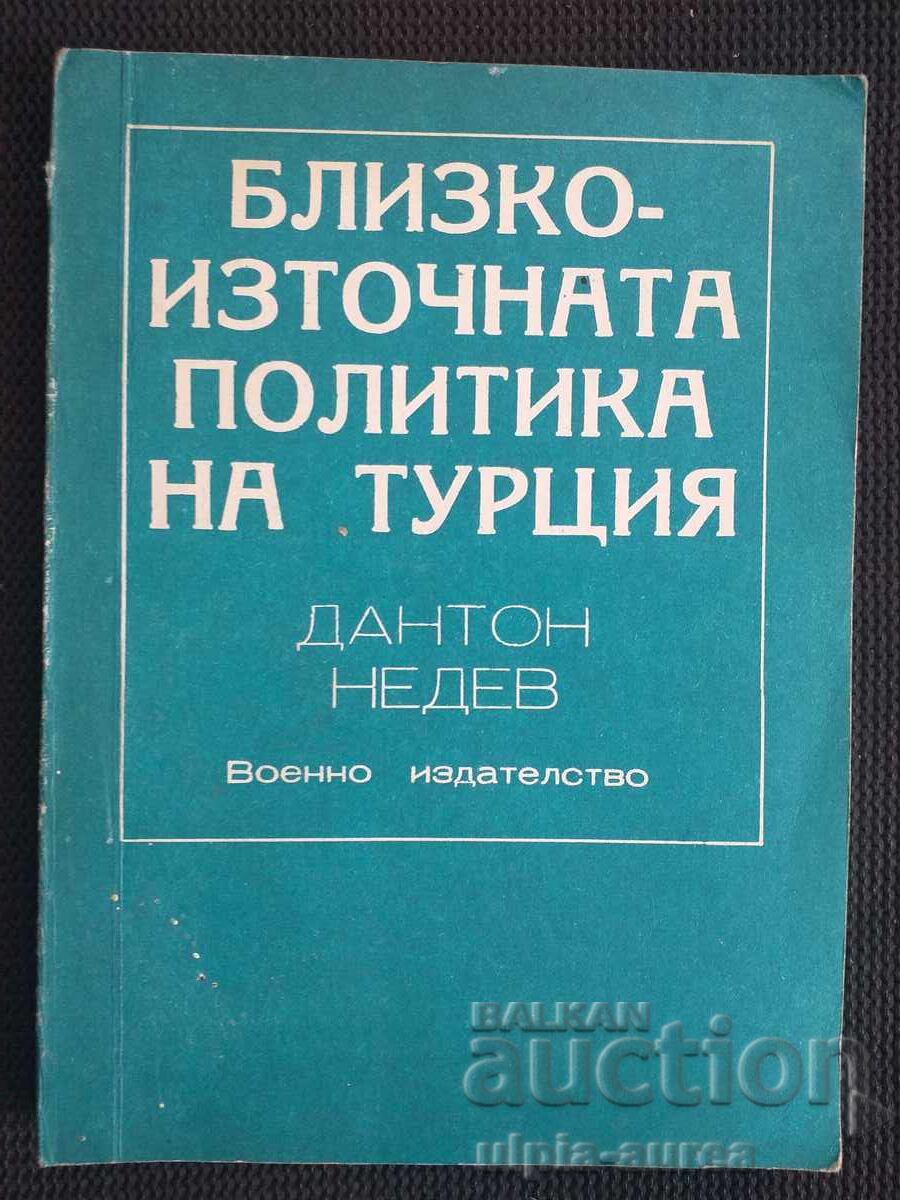 БЛИЗКО-
ИЗТОЧНАТА
ПОЛИТИКА
НА ТУРЦИЯ
ДАНТОН
НЕДЕВ
Военно издателство
BALKAN
auction
ulpia-aurea